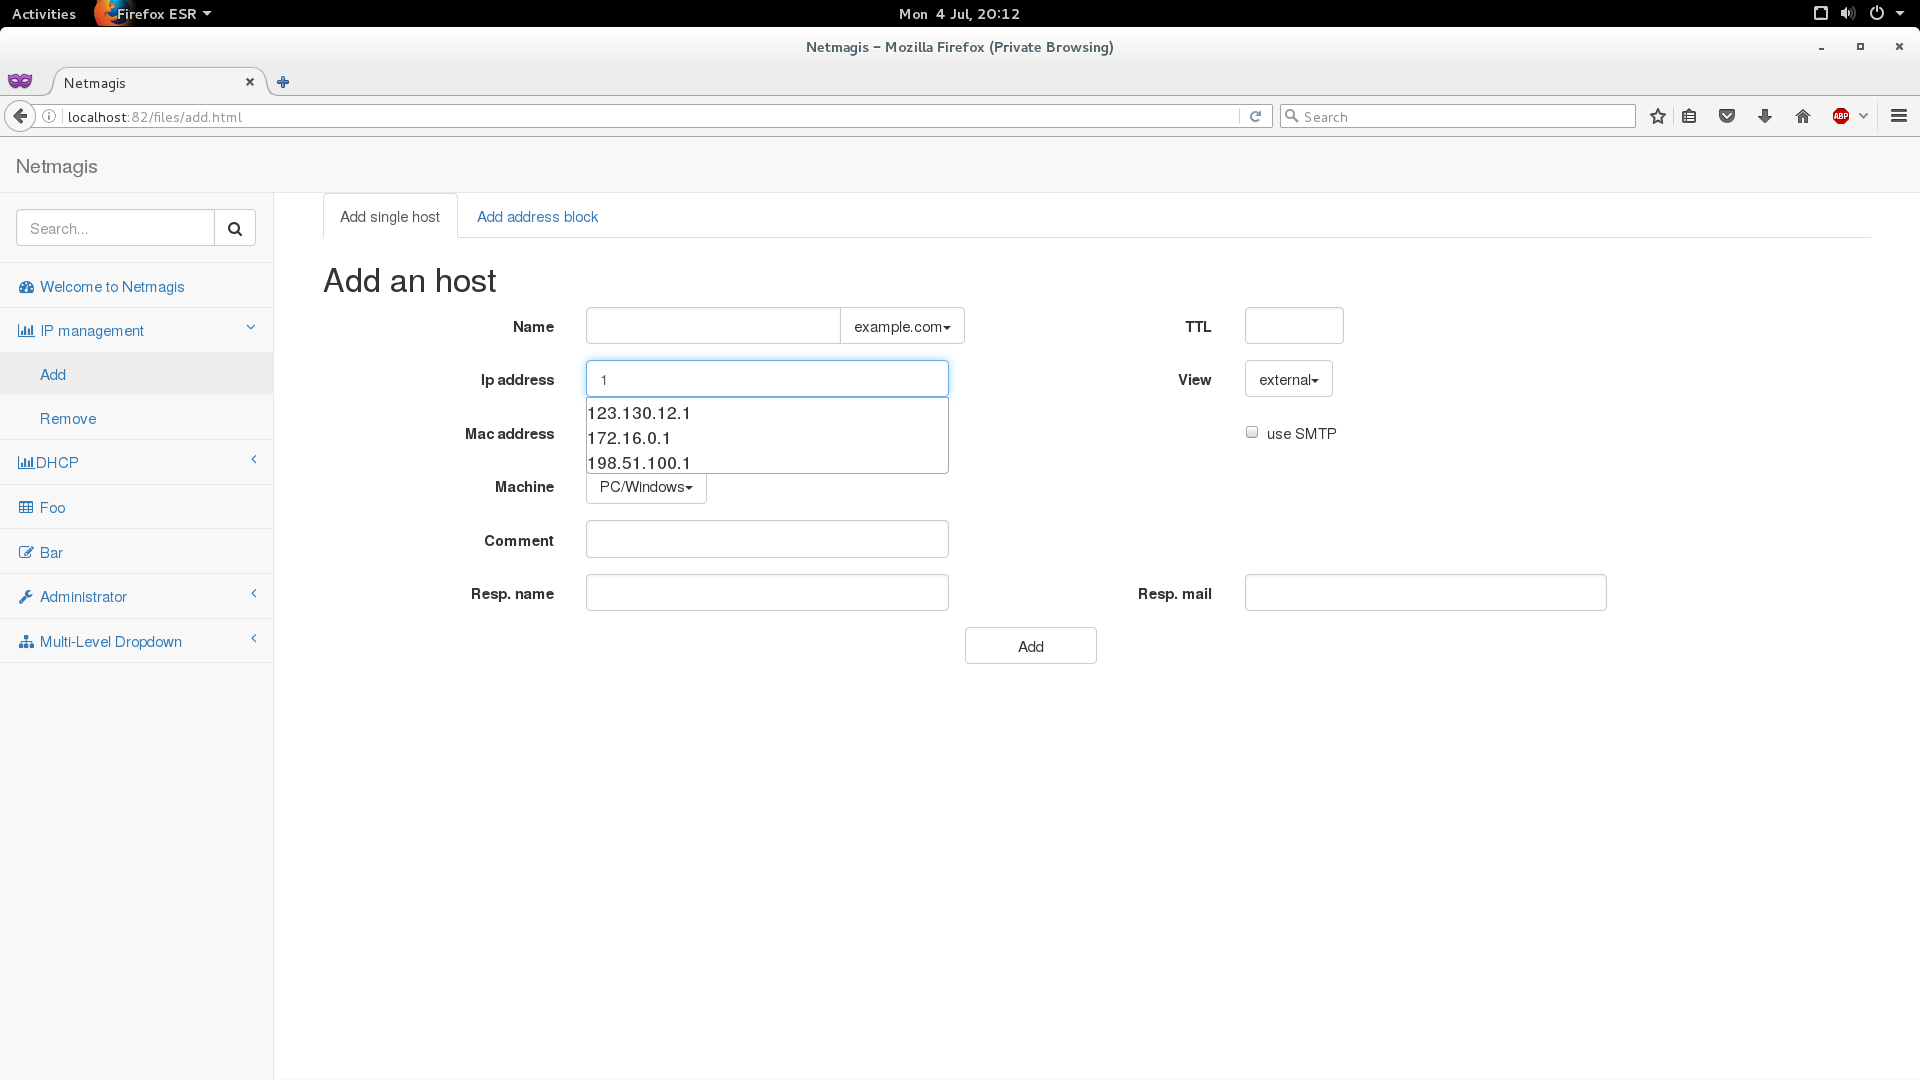 Activities Firefox ESR Mon 4 Jul, 20:12
Netmagis – Mozilla Firefox (Private Browsing)
Netmagis
localhost:82/files/add.html Search ABP
Netmagis
Search...
Welcome to Netmagis
IP management
Add
Remove
DHCP
Foo
Bar
Administrator
Multi-Level Dropdown
Add single host Add address block
Add an host
Name example.com TTL
Ip address 1 View external
123.130.12.1
172.16.0.1
198.51.100.1
Mac address use SMTP
Machine PC/Windows
Comment
Resp. name Resp. mail
Add